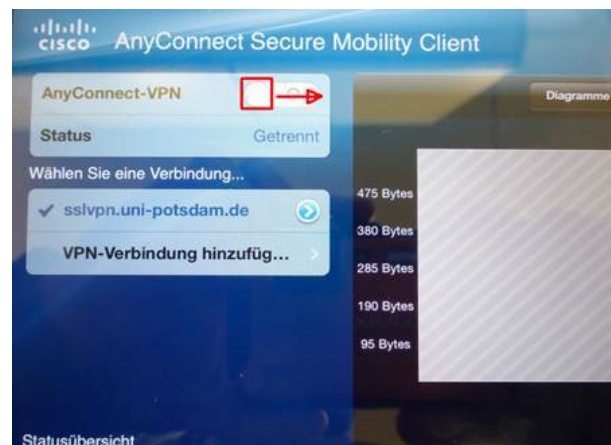 cisco AnyConnect Secure Mobility Client
AnyConnect-VPN
Diagramme
Status Getrennt
Wählen Sie eine Verbindung...
sslvpn.uni-potsdam.de
VPN-Verbindung hinzufüg...
475 Bytes
380 Bytes
285 Bytes
190 Bytes
95 Bytes
Statusübersicht